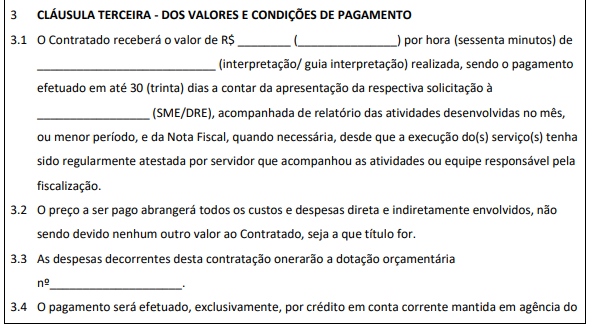 3 CLÁUSULA TERCEIRA - DOS VALORES E CONDIÇÕES DE PAGAMENTO
3.1 O Contratado receberá o valor de R$ ________ (_______________) por hora (sessenta minutos) de
___________________________ (interpretação/ guia interpretação) realizada, sendo o pagamento
efetuado em até 30 (trinta) dias a contar da apresentação da respectiva solicitação à
_________________ (SME/DRE), acompanhada de relatório das atividades desenvolvidas no mês,
ou menor período, e da Nota Fiscal, quando necessária, desde que a execução do(s) serviço(s) tenha
sido regularmente atestada por servidor que acompanhou as atividades ou equipe responsável pela
fiscalização.
3.2 O preço a ser pago abrangerá todos os custos e despesas direta e indiretamente envolvidos, não
sendo devido nenhum outro valor ao Contratado, seja a que título for.
3.3 As despesas decorrentes desta contratação onerarão a dotação orçamentária
nº____________________.
3.4 O pagamento será efetuado, exclusivamente, por crédito em conta corrente mantida em agência do